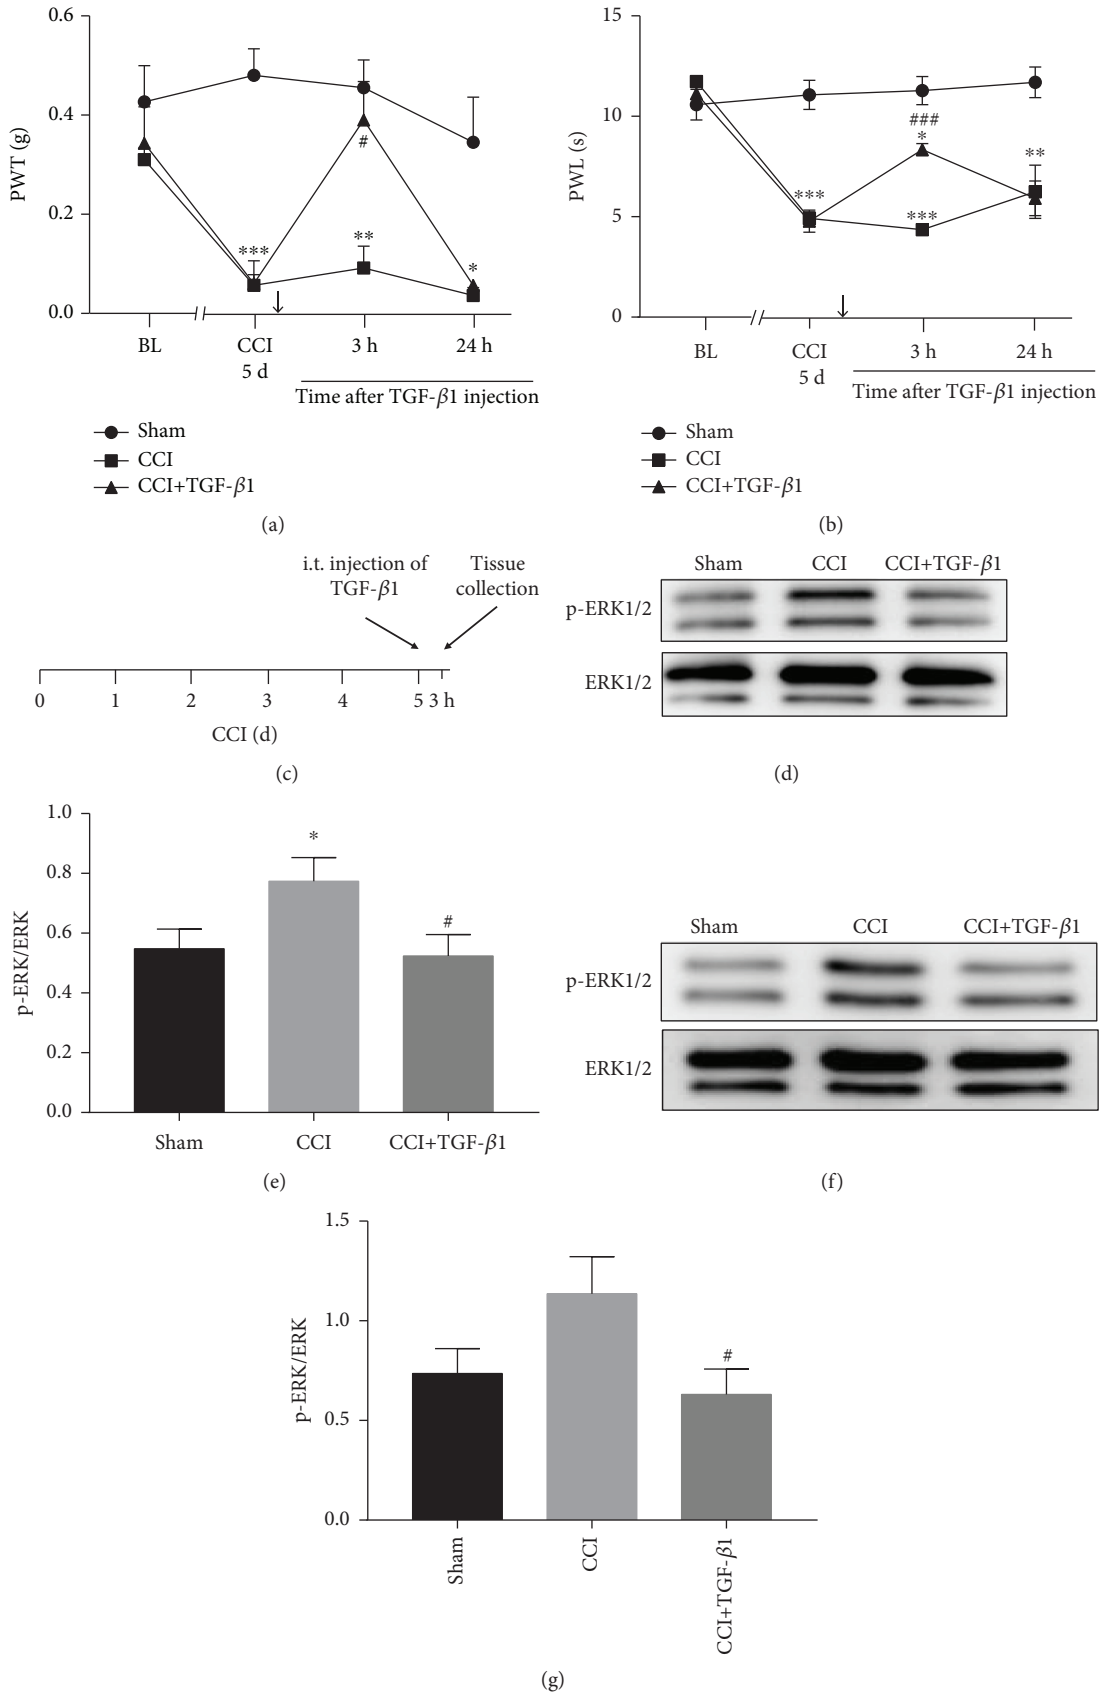 0.6
0.4
0.2
0.0
PWT (g)
***
#
**
*
BL
CCI
5 d
3 h
24 h
Time after TGF-β1 injection
Sham
CCI
CCI+TGF-β1
(a)
15
10
5
0
PWL (s)
***
###
*
***
**
BL
CCI
5 d
3 h
24 h
Time after TGF-β1 injection
Sham
CCI
CCI+TGF-β1
(b)
i.t. injection of
TGF-β1
Tissue
collection
0 1 2 3 4 5 3 h
CCI (d)
(c)
Sham CCI CCI+TGF-β1
p-ERK1/2
ERK1/2
(d)
1.0
0.8
0.6
0.4
0.2
0.0
p-ERK/ERK
*
#
Sham CCI CCI+TGF-β1
(e)
Sham CCI CCI+TGF-β1
p-ERK1/2
ERK1/2
(f)
1.5
1.0
0.5
0.0
p-ERK/ERK
#
Sham
CCI
CCI+TGF-β1
(g)